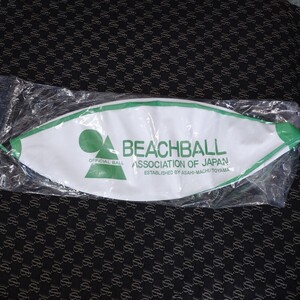 BEACHBALL
ASSOCIATION OF JAPAN
OFFICIAL BALL
ESTABLISHED BY ASAHI-MACHI TOYAMA